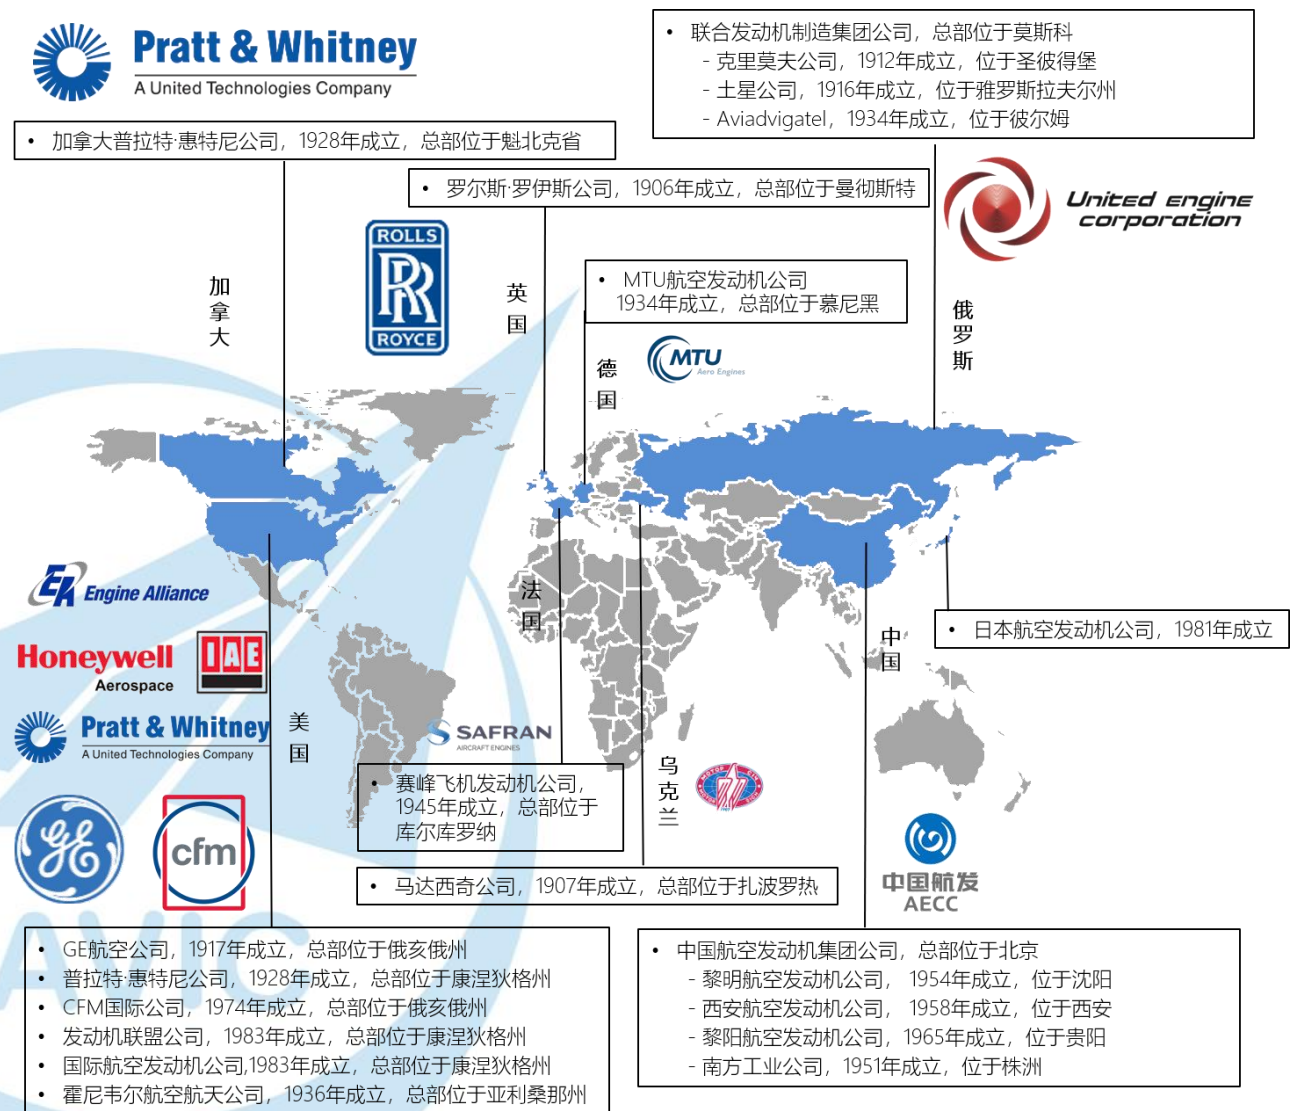 Pratt & Whitney
A United Technologies Company
• 联合发动机制造集团公司，总部位于莫斯科
- 克里莫夫公司，1912年成立，位于圣彼得堡
- 土星公司，1916年成立，位于雅罗斯拉夫尔州
- Aviadvigatel，1934年成立，位于彼尔姆
• 加拿大普拉特·惠特尼公司，1928年成立，总部位于魁北克省
• 罗尔斯·罗伊斯公司，1906年成立，总部位于曼彻斯特
United engine
corporation
ROLLS
RR
ROYCE
加拿大
英国
• MTU航空发动机公司
1934年成立，总部位于慕尼黑
俄罗斯
德国
MTU
Aero Engines
EA Engine Alliance
法国
• 日本航空发动机公司，1981年成立
中国
Honeywell
Aerospace
IAE
Pratt & Whitney
A United Technologies Company
美国
SAFRAN
AIRCRAFT ENGINES
乌克兰
• 赛峰飞机发动机公司，
1945年成立，总部位于
库尔库罗纳
GE
cfm
中国航发
AECC
• 马达西奇公司，1907年成立，总部位于扎波罗热
AVIC
• GE航空公司，1917年成立，总部位于俄亥俄州
• 普拉特·惠特尼公司，1928年成立，总部位于康涅狄格州
• CFM国际公司，1974年成立，总部位于俄亥俄州
• 发动机联盟公司，1983年成立，总部位于康涅狄格州
• 国际航空发动机公司,1983年成立，总部位于康涅狄格州
• 霍尼韦尔航空航天公司，1936年成立，总部位于亚利桑那州
• 中国航空发动机集团公司，总部位于北京
- 黎明航空发动机公司， 1954年成立，位于沈阳
- 西安航空发动机公司， 1958年成立，位于西安
- 黎阳航空发动机公司，1965年成立，位于贵阳
- 南方工业公司，1951年成立，位于株洲